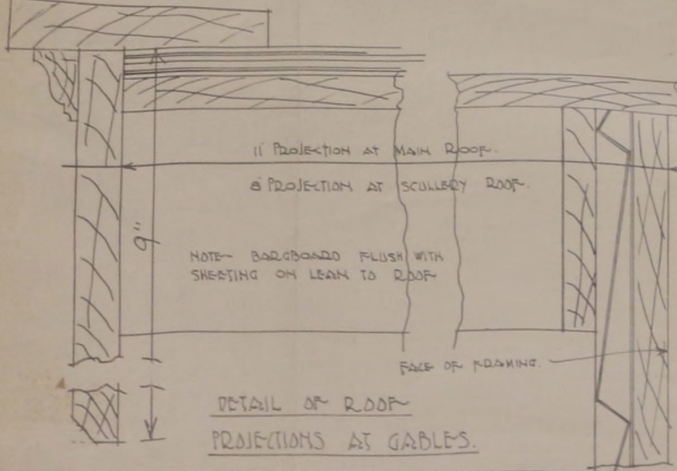 11" PROJECTION AT MAIN ROOF.
8" PROJECTION AT SCULLERY ROOF.
9"
NOTE- BARGBOARD FLUSH WITH
SHEETING ON LEAN TO ROOF
FACE OF FRAMING.
DETAIL OF ROOF
PROJECTIONS AT GABLES.